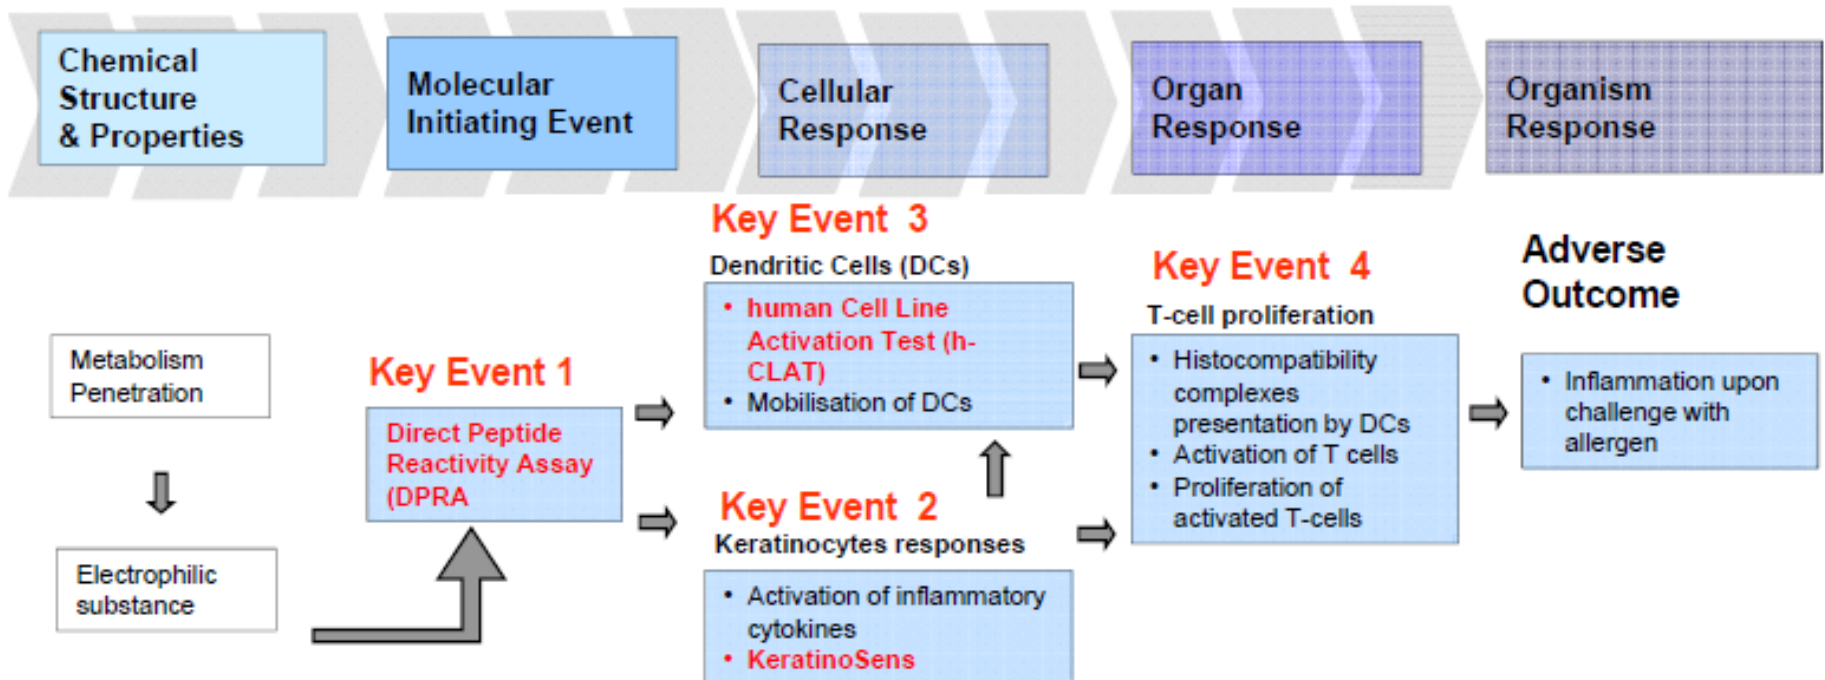 Chemical
Structure
& Properties
Molecular
Initiating Event
Cellular
Response
Organ
Response
Organism
Response
Metabolism
Penetration
Electrophilic
substance
Key Event 1
Direct Peptide
Reactivity Assay
(DPRA
Key Event 3
Dendritic Cells (DCs)
• human Cell Line
Activation Test (h-
CLAT)
• Mobilisation of DCs
Key Event 2
Keratinocytes responses
• Activation of inflammatory
cytokines
• KeratinoSens
Key Event 4
T-cell proliferation
• Histocompatibility
complexes
presentation by DCs
• Activation of T cells
• Proliferation of
activated T-cells
Adverse
Outcome
• Inflammation upon
challenge with
allergen